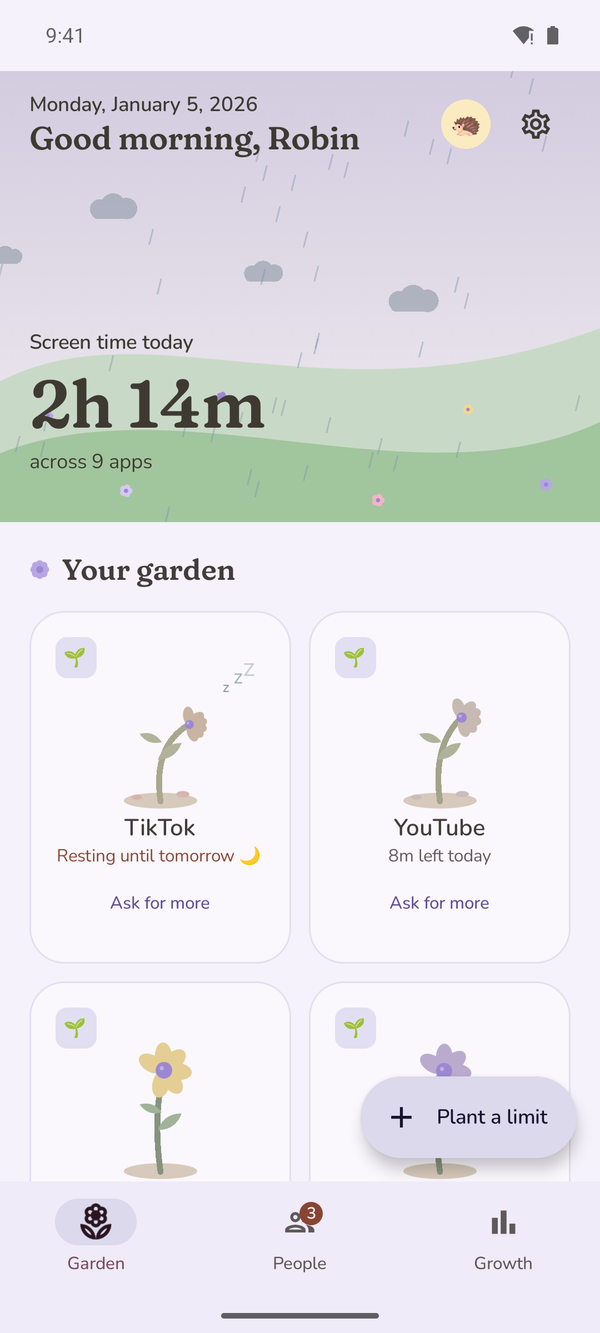 9:41
Monday, January 5, 2026
Good morning, Robin
Screen time today
2h 14m
across 9 apps
Your garden
z z Z
TikTok
Resting until tomorrow 🌙
Ask for more
YouTube
8m left today
Ask for more
+ Plant a limit
3
Garden
People
Growth